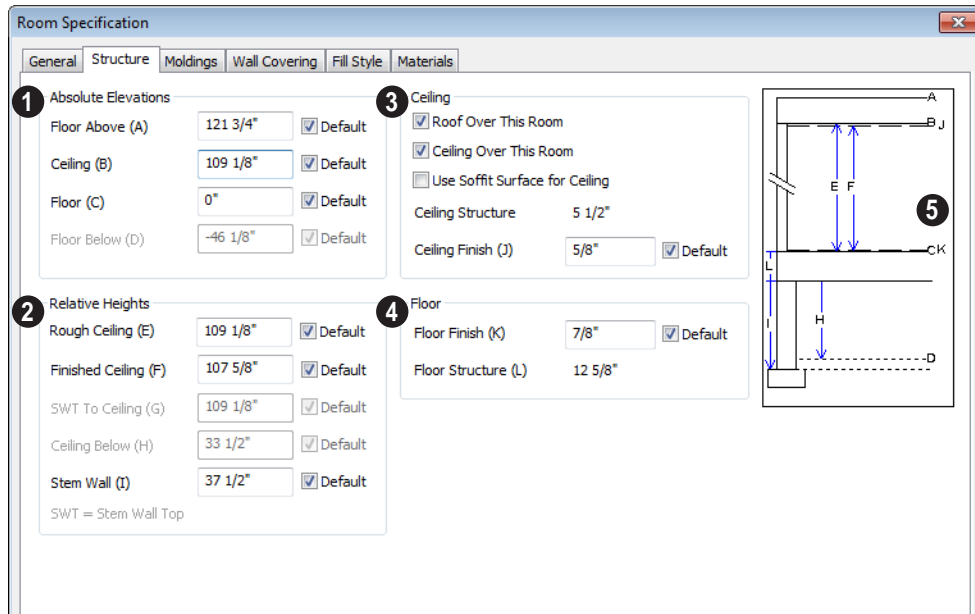 Room Specification
General Structure Moldings Wall Covering Fill Style Materials
1 Absolute Elevations
Floor Above (A) 121 3/4" Default
Ceiling (B) 109 1/8" Default
Floor (C) 0" Default
Floor Below (D) -46 1/8" Default
2 Relative Heights
Rough Ceiling (E) 109 1/8" Default
Finished Ceiling (F) 107 5/8" Default
SWT To Ceiling (G) 109 1/8" Default
Ceiling Below (H) 33 1/2" Default
Stem Wall (I) 37 1/2" Default
SWT = Stem Wall Top
3 Ceiling
Roof Over This Room
Ceiling Over This Room
Use Soffit Surface for Ceiling
Ceiling Structure 5 1/2"
Ceiling Finish (J) 5/8" Default
4 Floor
Floor Finish (K) 7/8" Default
Floor Structure (L) 12 5/8"
A
B J
E F
5
C K
L
I H
D